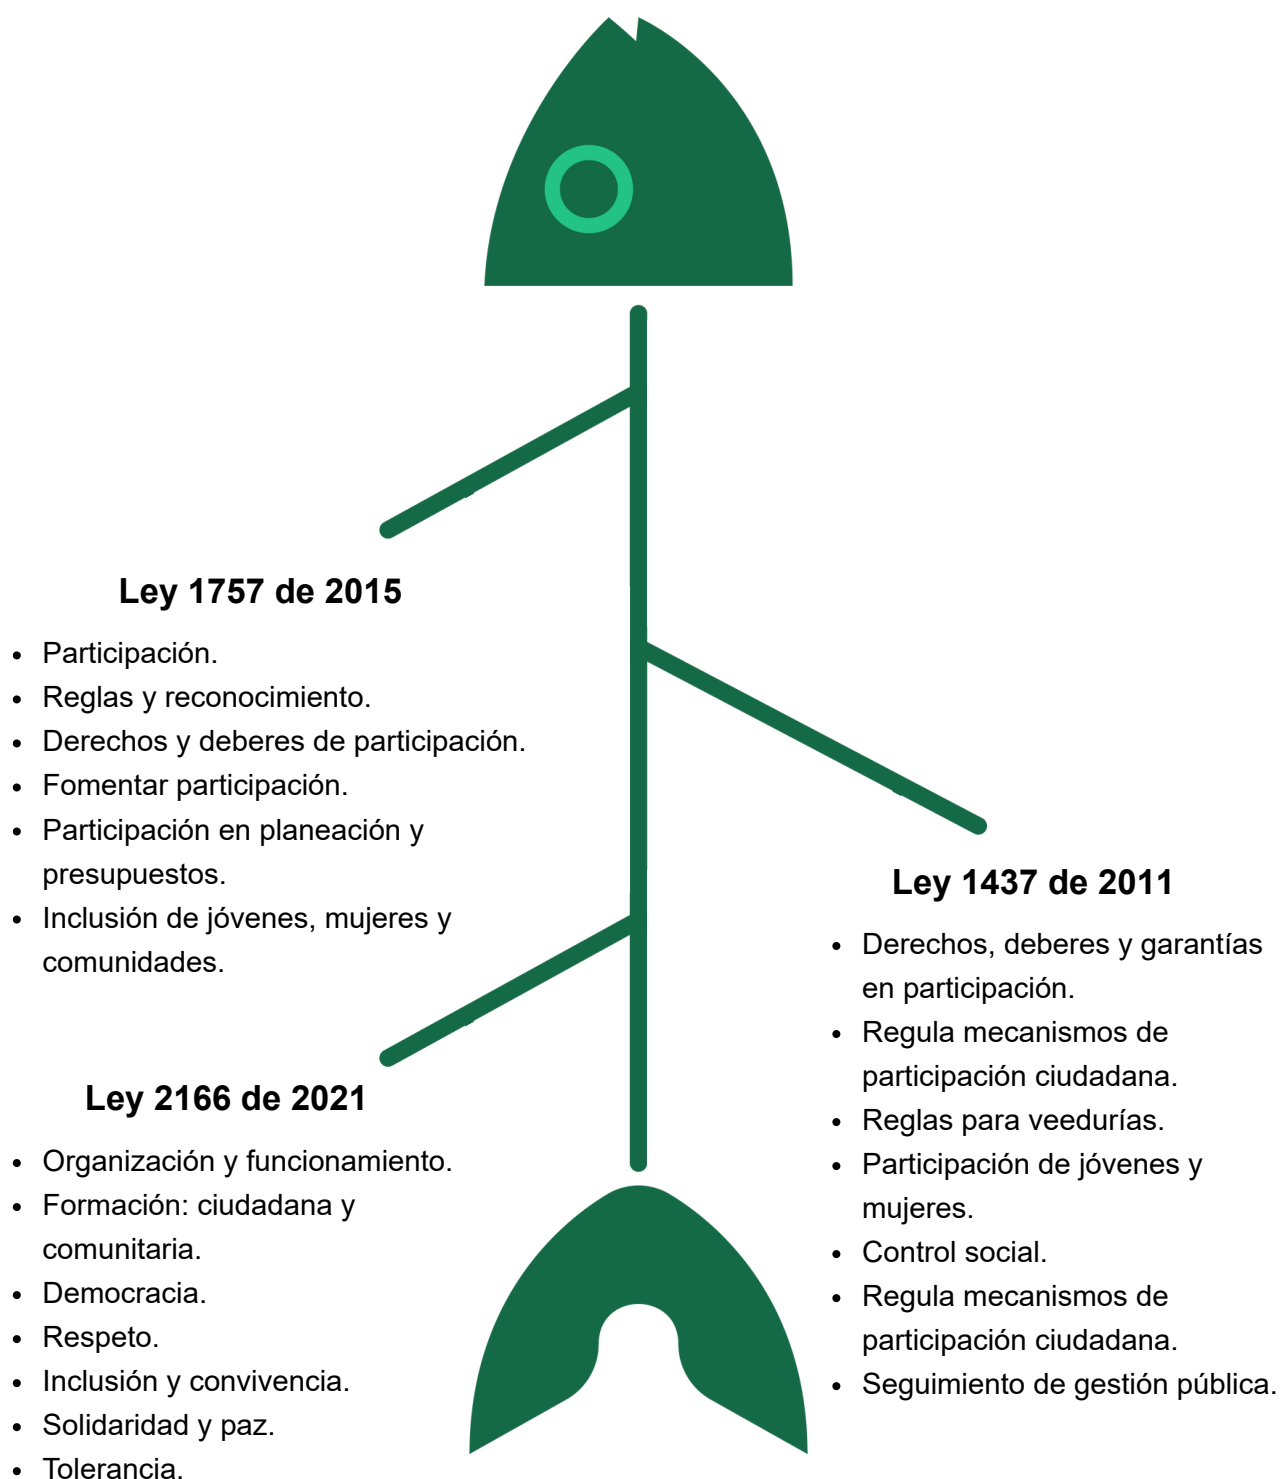 Ley 1757 de 2015
• Participación.
• Reglas y reconocimiento.
• Derechos y deberes de participación.
• Fomentar participación.
• Participación en planeación y
presupuestos.
• Inclusión de jóvenes, mujeres y
comunidades.
Ley 1437 de 2011
• Derechos, deberes y garantías
en participación.
• Regula mecanismos de
participación ciudadana.
• Reglas para veedurías.
• Participación de jóvenes y
mujeres.
• Control social.
• Regula mecanismos de
participación ciudadana.
• Seguimiento de gestión pública.
Ley 2166 de 2021
• Organización y funcionamiento.
• Formación: ciudadana y
comunitaria.
• Democracia.
• Respeto.
• Inclusión y convivencia.
• Solidaridad y paz.
• Tolerancia.